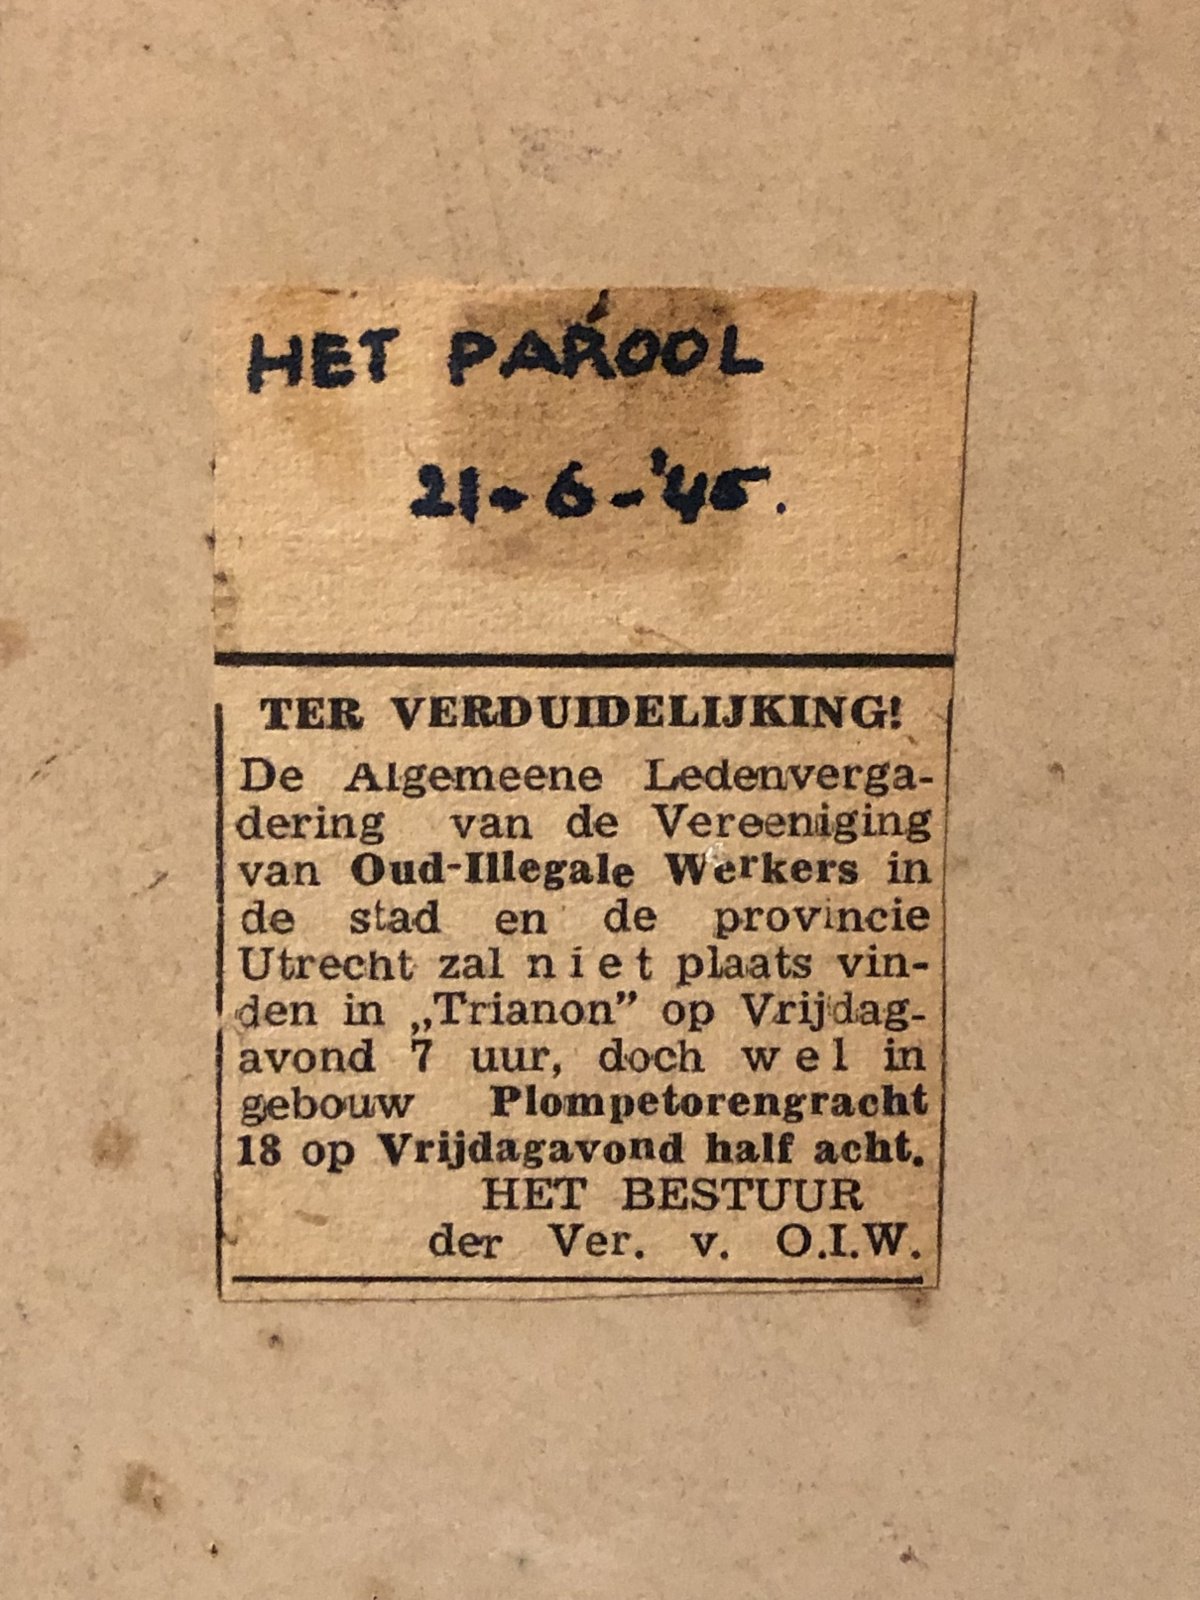 HET PAROOL
21-6-'45.
TER VERDUIDELIJKING!
De Algemeene Ledenverga-
dering van de Vereeniging
van Oud-Illegale Werkers in
de stad en de provincie
Utrecht zal niet plaats vin-
den in „Trianon” op Vrijdag-
avond 7 uur, doch wel in
gebouw Plompetorengracht
18 op Vrijdagavond half acht.
HET BESTUUR
der Ver. v. O.I.W.